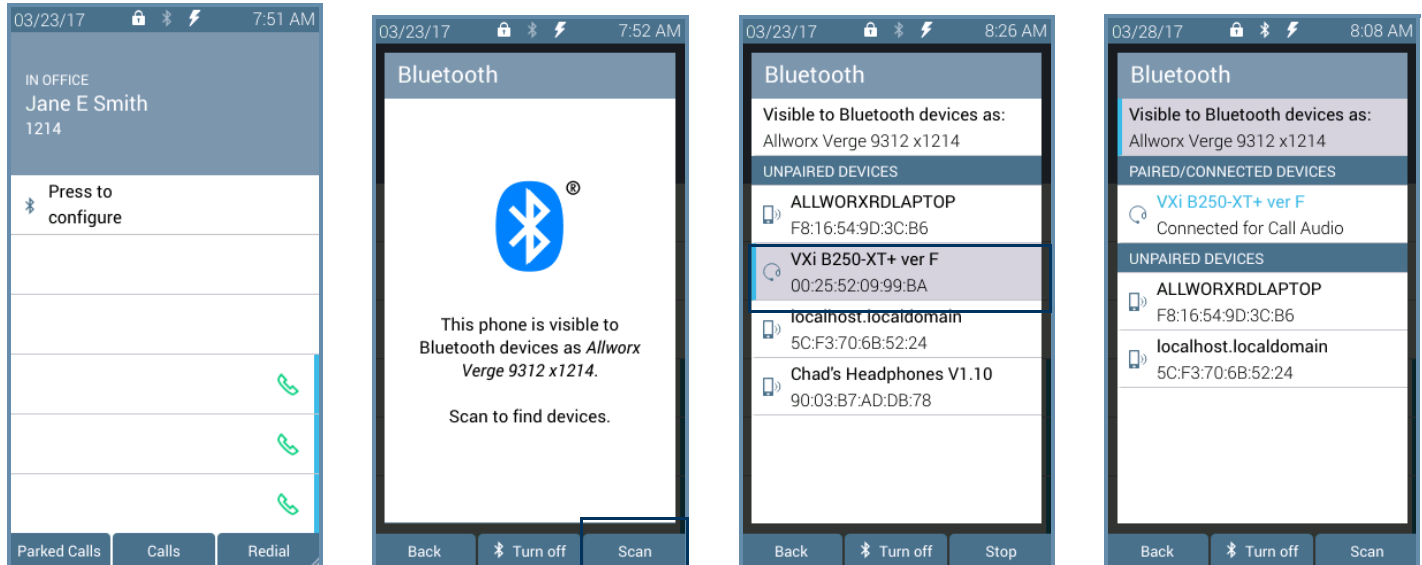 03/23/17 7:51 AM
IN OFFICE
Jane E Smith
1214
Press to
configure
Parked Calls Calls Redial
03/23/17 7:52 AM
Bluetooth
®
This phone is visible to
Bluetooth devices as Allworx
Verge 9312 x1214.
Scan to find devices.
Back Turn off Scan
03/23/17 8:26 AM
Bluetooth
Visible to Bluetooth devices as:
Allworx Verge 9312 x1214
UNPAIRED DEVICES
ALLWORXRDLAPTOP
F8:16:54:9D:3C:B6
VXi B250-XT+ ver F
00:25:52:09:99:BA
localhost.localdomain
5C:F3:70:6B:52:24
Chad's Headphones V1.10
90:03:B7:AD:DB:78
Back Turn off Stop
03/28/17 8:08 AM
Bluetooth
Visible to Bluetooth devices as:
Allworx Verge 9312 x1214
PAIRED/CONNECTED DEVICES
VXi B250-XT+ ver F
Connected for Call Audio
UNPAIRED DEVICES
ALLWORXRDLAPTOP
F8:16:54:9D:3C:B6
localhost.localdomain
5C:F3:70:6B:52:24
Back Turn off Scan